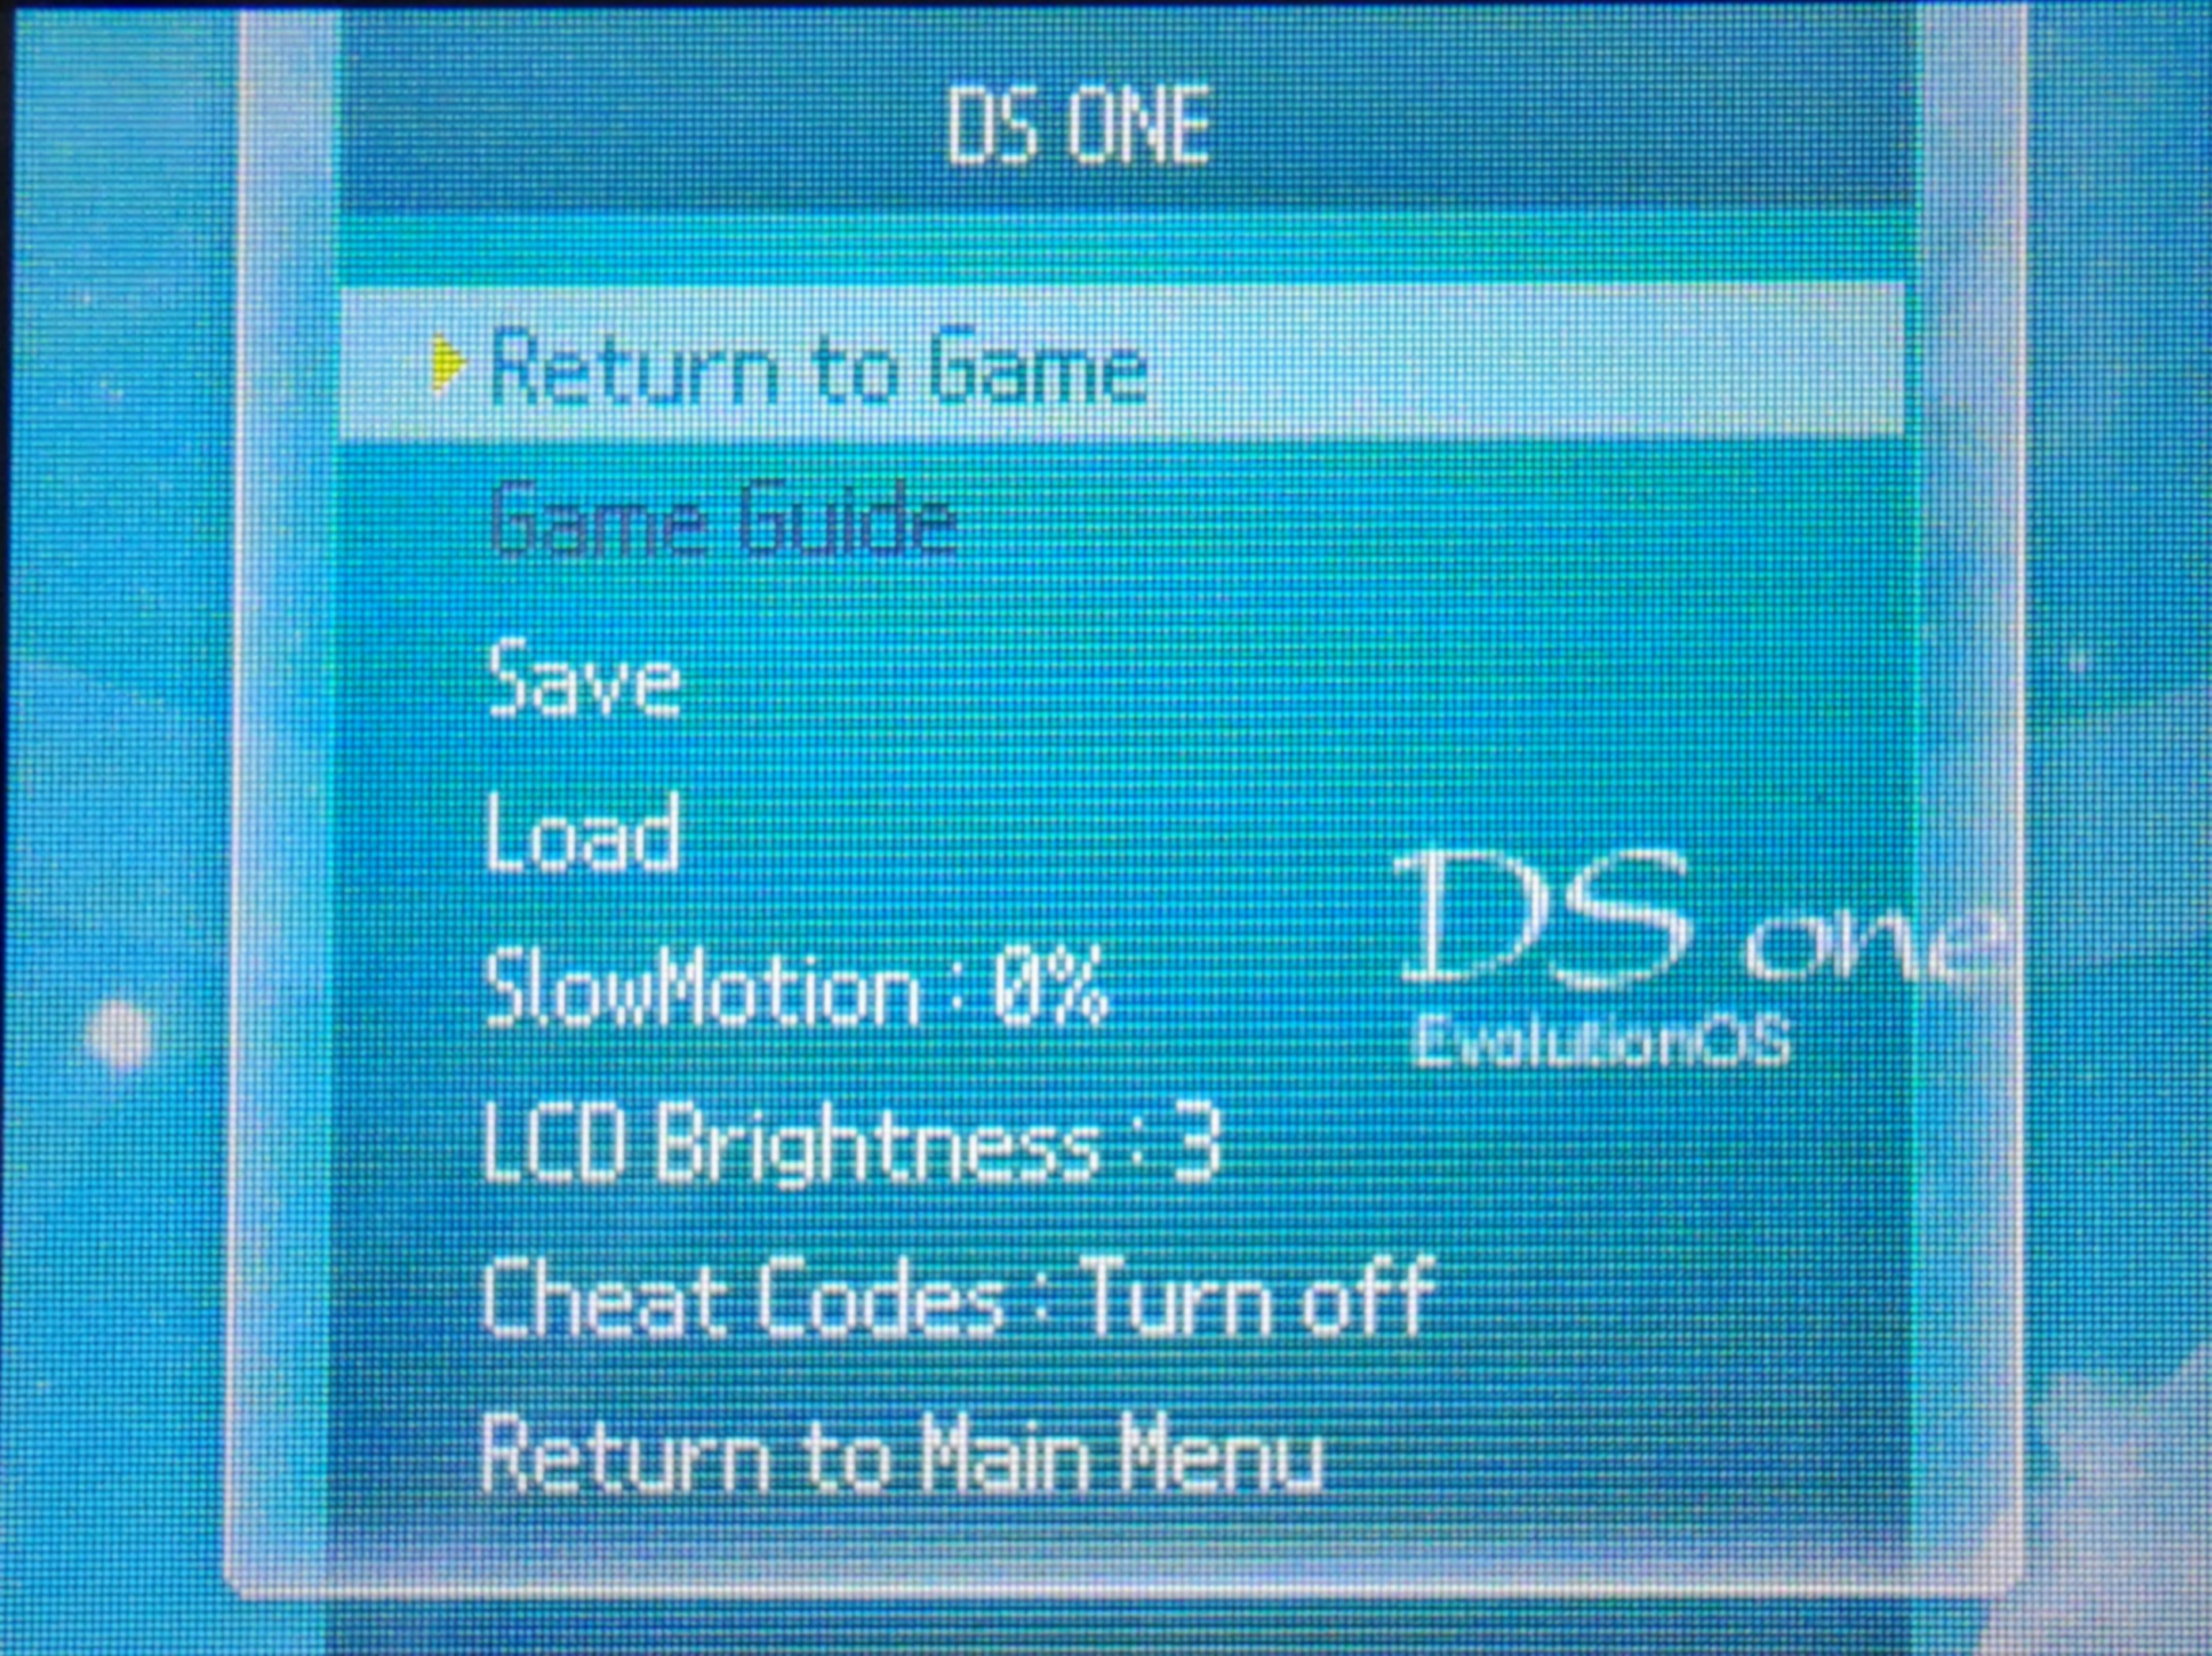 DS ONE
Return to Game
Game Guide
Save
Load
SlowMotion : 0%
DS one
EvolutionOS
LCD Brightness : 3
Cheat Codes : Turn off
Return to Main Menu